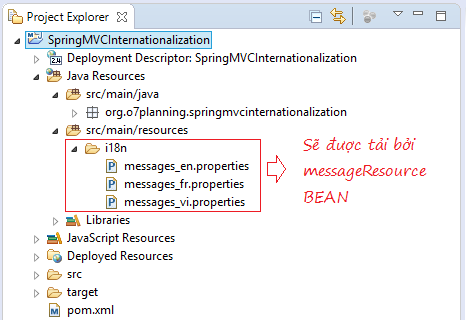 Project Explorer
SpringMVCInternationalization
Deployment Descriptor: SpringMVCInternationalization
Java Resources
src/main/java
org.o7planning.springmvcinternationalization
src/main/resources
i18n
messages_en.properties
messages_fr.properties
messages_vi.properties
Sẽ được tải bởi
messageResource
BEAN
Libraries
JavaScript Resources
Deployed Resources
src
target
pom.xml